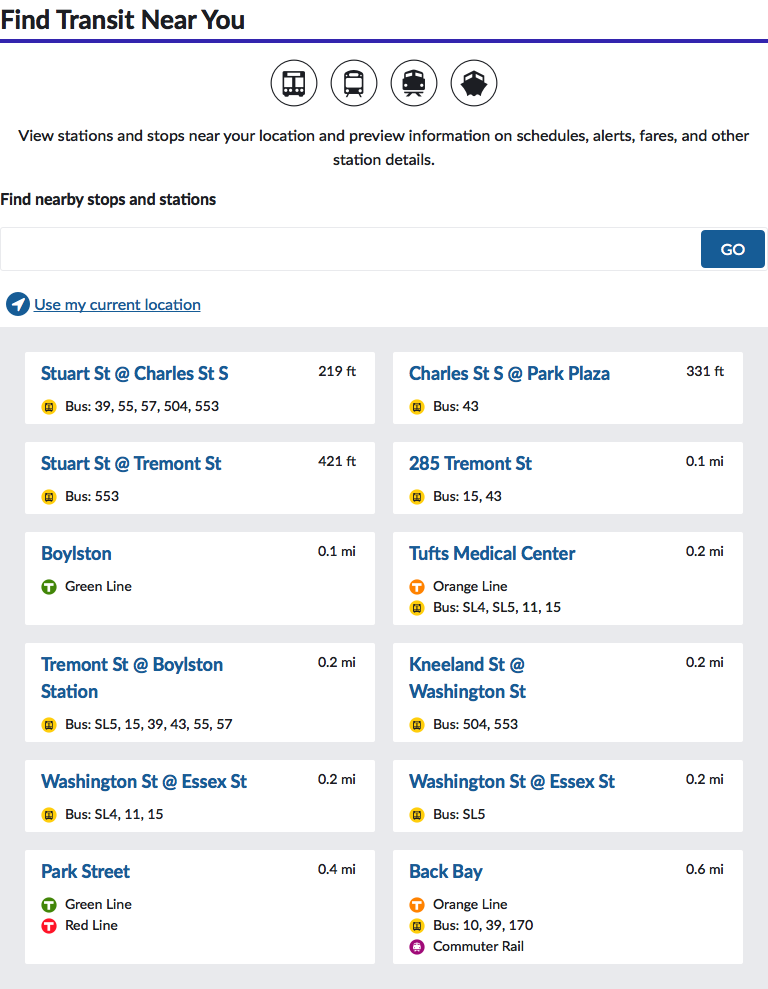 Find Transit Near You
View stations and stops near your location and preview information on schedules, alerts, fares, and other
station details.
Find nearby stops and stations
GO
Use my current location
Stuart St @ Charles St S
219 ft
Bus: 39, 55, 57, 504, 553
Charles St S @ Park Plaza
331 ft
Bus: 43
Stuart St @ Tremont St
421 ft
Bus: 553
285 Tremont St
0.1 mi
Bus: 15, 43
Boylston
0.1 mi
T Green Line
Tufts Medical Center
0.2 mi
T Orange Line
Bus: SL4, SL5, 11, 15
Tremont St @ Boylston
Station
0.2 mi
Bus: SL5, 15, 39, 43, 55, 57
Kneeland St @
Washington St
0.2 mi
Bus: 504, 553
Washington St @ Essex St
0.2 mi
Bus: SL4, 11, 15
Washington St @ Essex St
0.2 mi
Bus: SL5
Park Street
0.4 mi
T Green Line
T Red Line
Back Bay
0.6 mi
T Orange Line
Bus: 10, 39, 170
Commuter Rail